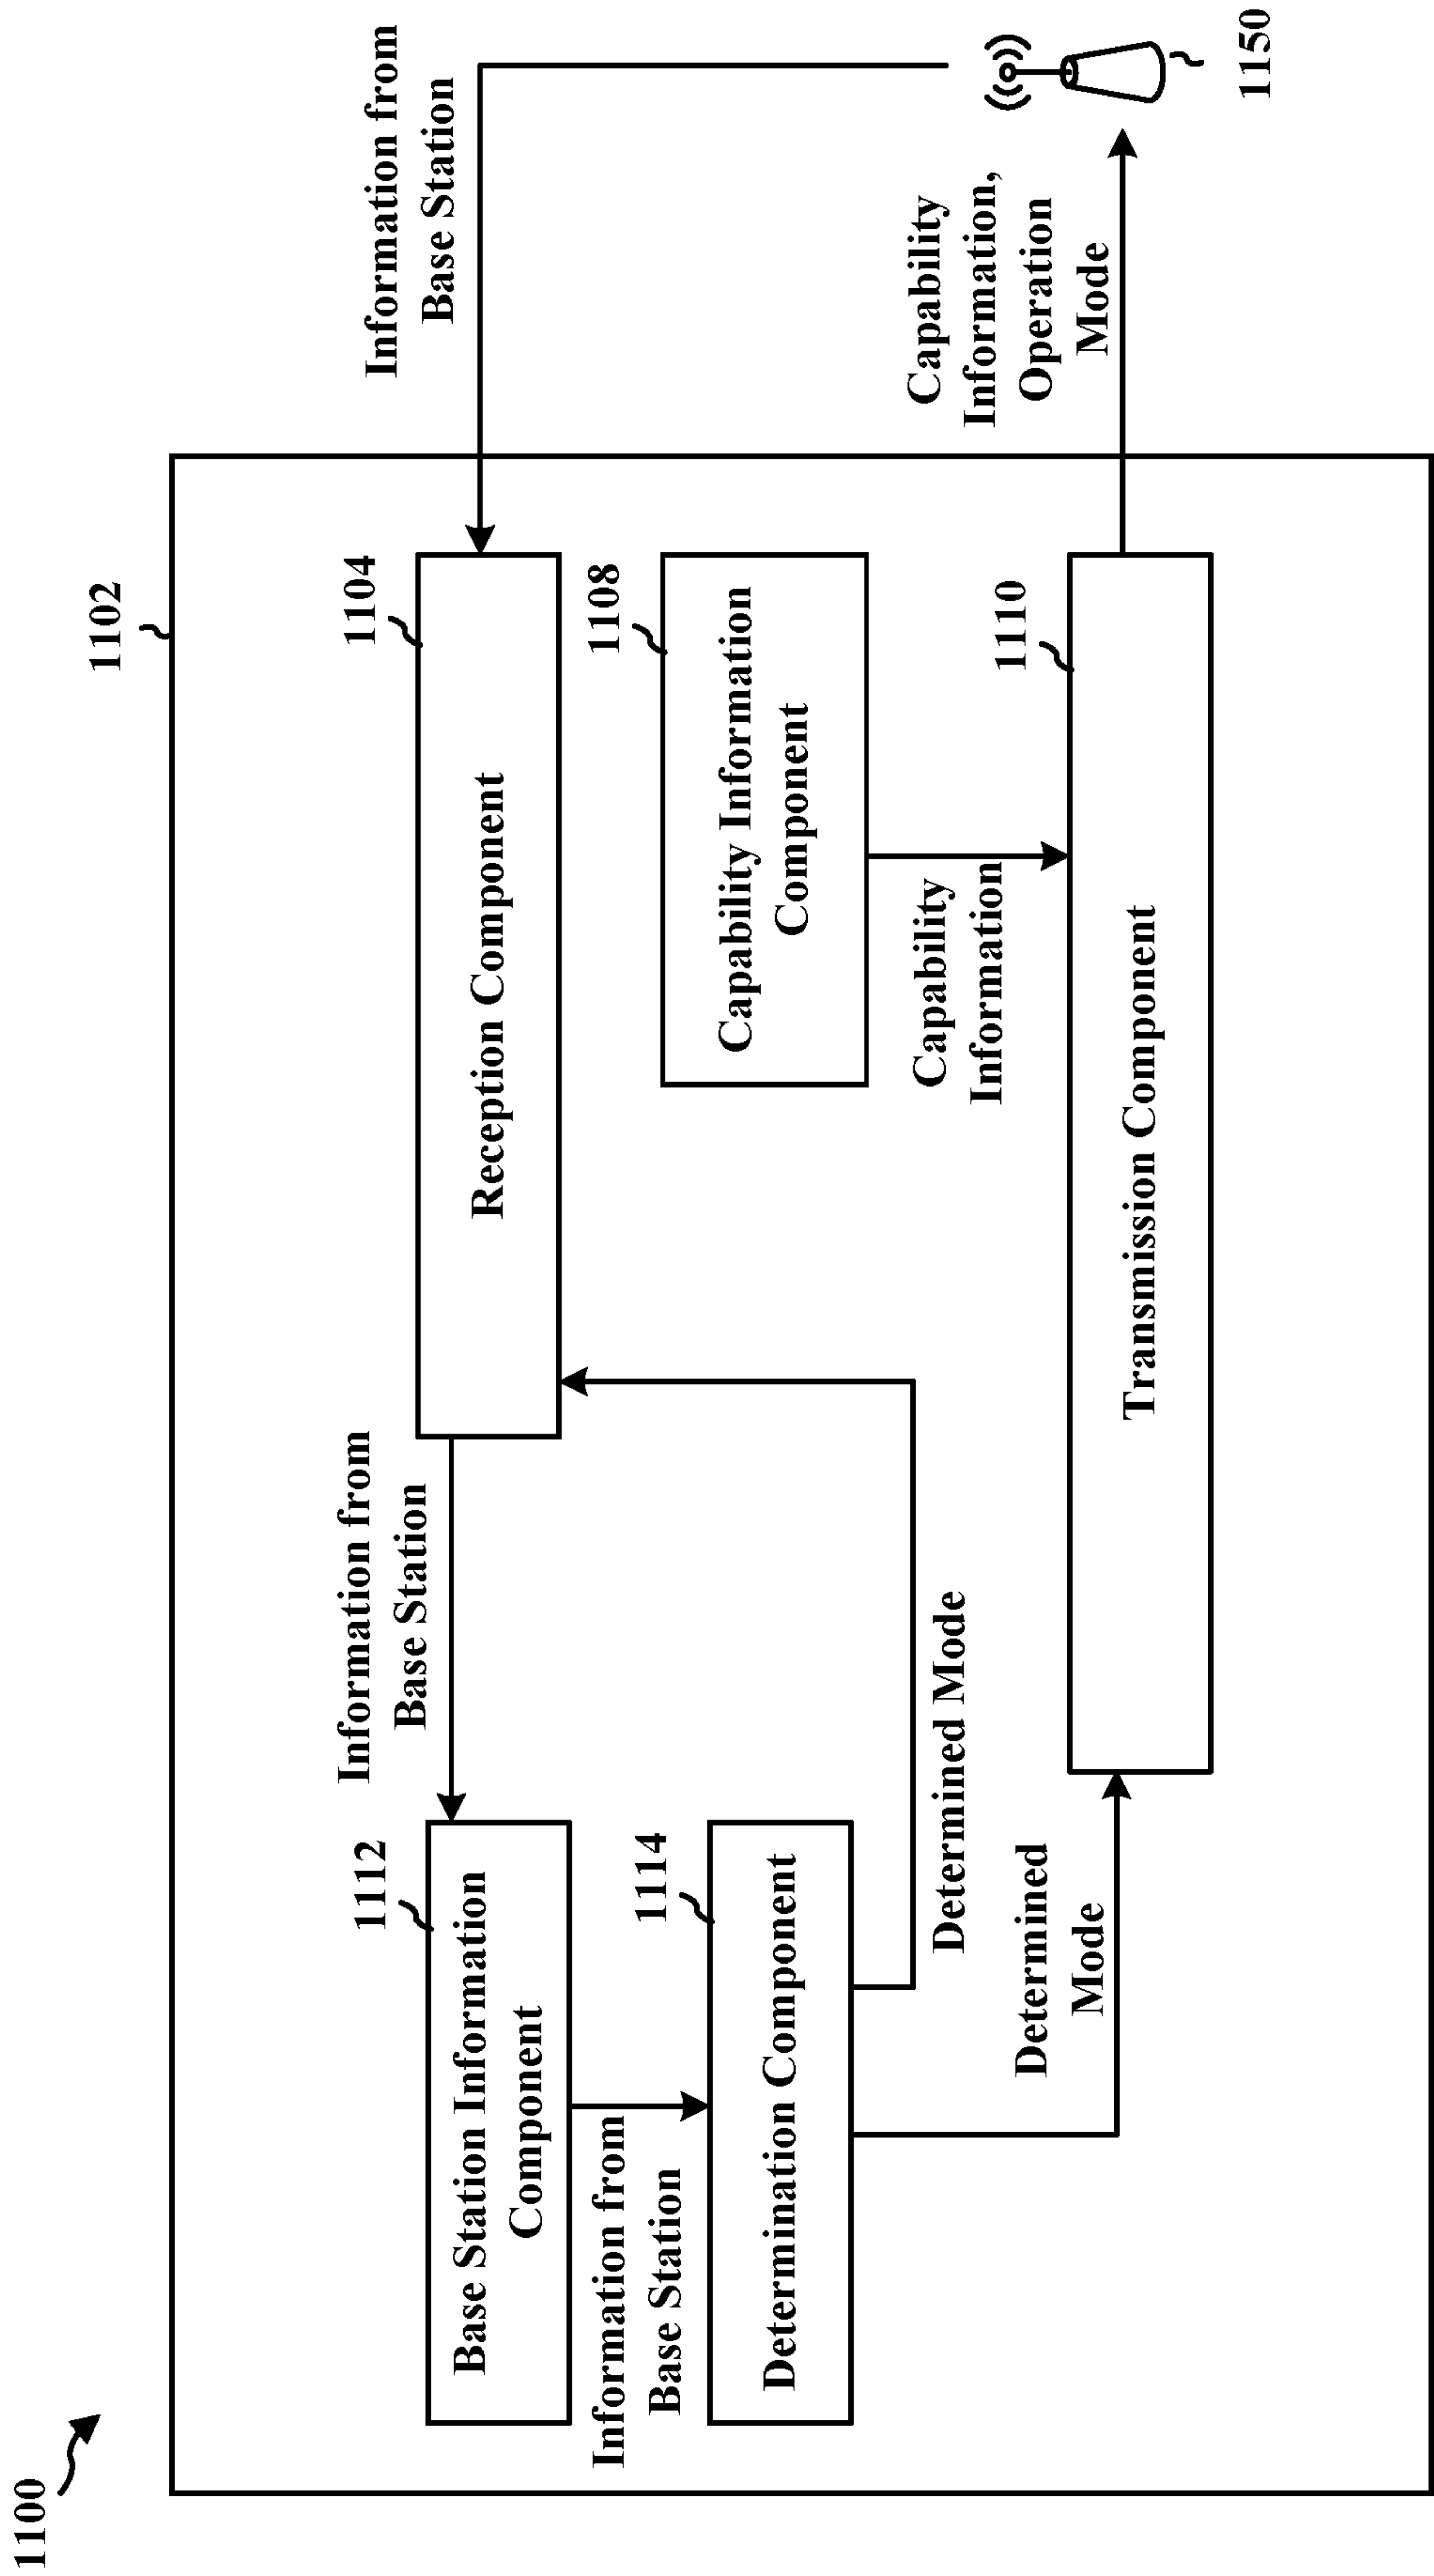 1100
1102
Information from
Base Station
1112
Base Station Information
Component
Information from
Base Station
1104
Reception Component
Information from
Base Station
1114
Determination Component
Determined Mode
Determined
Mode
1108
Capability Information
Component
Capability
Information
1110
Transmission Component
Capability
Information,
Operation
Mode
1150